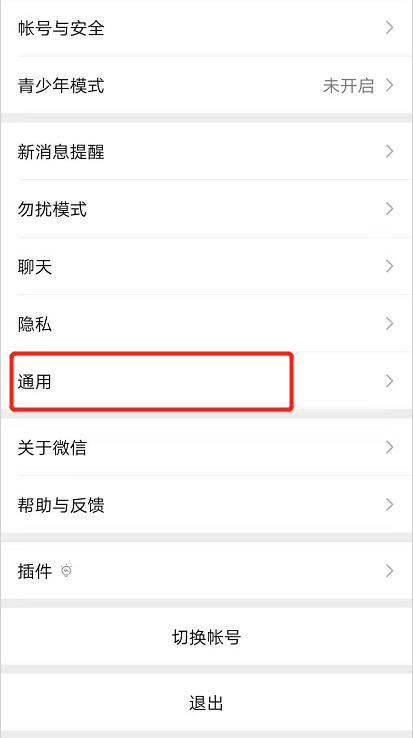 帐号与安全
青少年模式 未开启
新消息提醒
勿扰模式
聊天
隐私
通用
关于微信
帮助与反馈
插件
切换帐号
退出